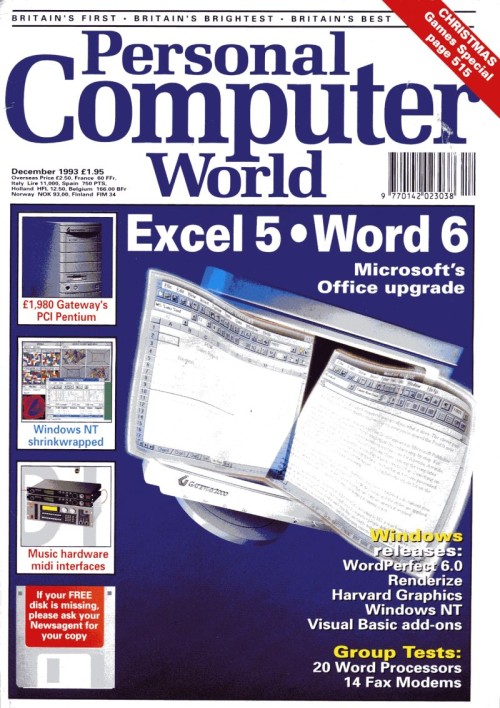 BRITAIN'S FIRST • BRITAIN'S BRIGHTEST • BRITAIN'S BEST
CHRISTMAS
Games Special
page 515
Personal
Computer
World
December 1993 £1.95
Overseas Price £2.50, France 60 FFr,
Italy Lire 11,000, Spain 750 PTS,
Holland HFL 12.50, Belgium 166.00 BFr
Norway NOK 93.00, Finland FIM 34
9 770142 023038
Excel 5 • Word 6
Microsoft's
Office upgrade
£1,980 Gateway's
PCI Pentium
Windows NT
shrinkwrapped
Music hardware
midi interfaces
If your FREE
disk is missing,
please ask your
Newsagent for
your copy
Windows
releases:
WordPerfect 6.0
Renderize
Harvard Graphics
Windows NT
Visual Basic add-ons
Group Tests:
20 Word Processors
14 Fax Modems